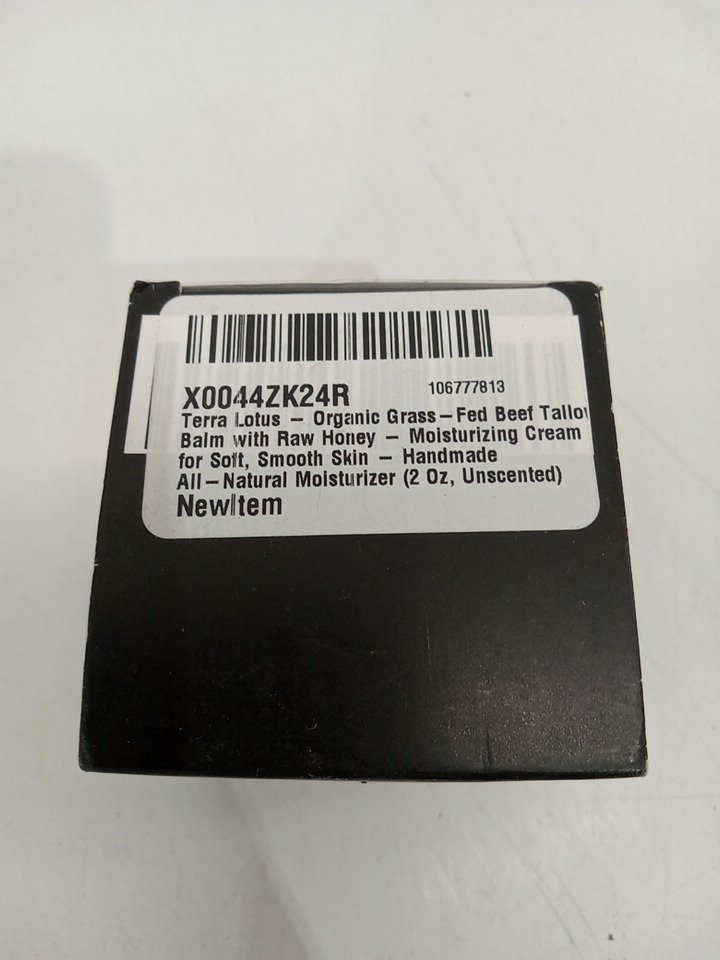 X0044ZK24R 106777813
Terra Lotus – Organic Grass–Fed Beef Tallo
Balm with Raw Honey – Moisturizing Cream
for Soft, Smooth Skin – Handmade
All–Natural Moisturizer (2 Oz, Unscented)
NewItem